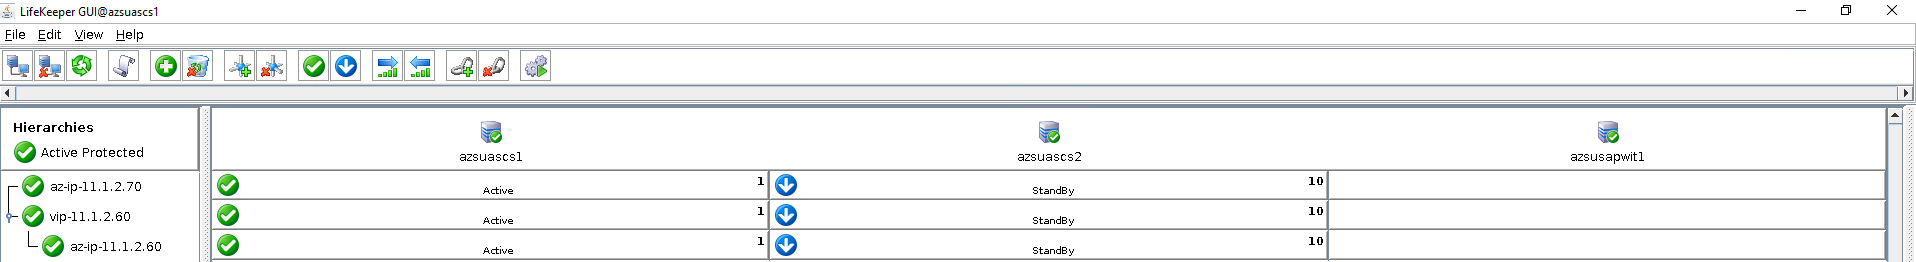 LifeKeeper GUI@azsuascs1
File Edit View Help
Hierarchies
Active Protected
azsuascs1 azsuascs2 azsusapwit1
az-ip-11.1.2.70 Active 1 StandBy 10
vip-11.1.2.60 Active 1 StandBy 10
az-ip-11.1.2.60 Active 1 StandBy 10